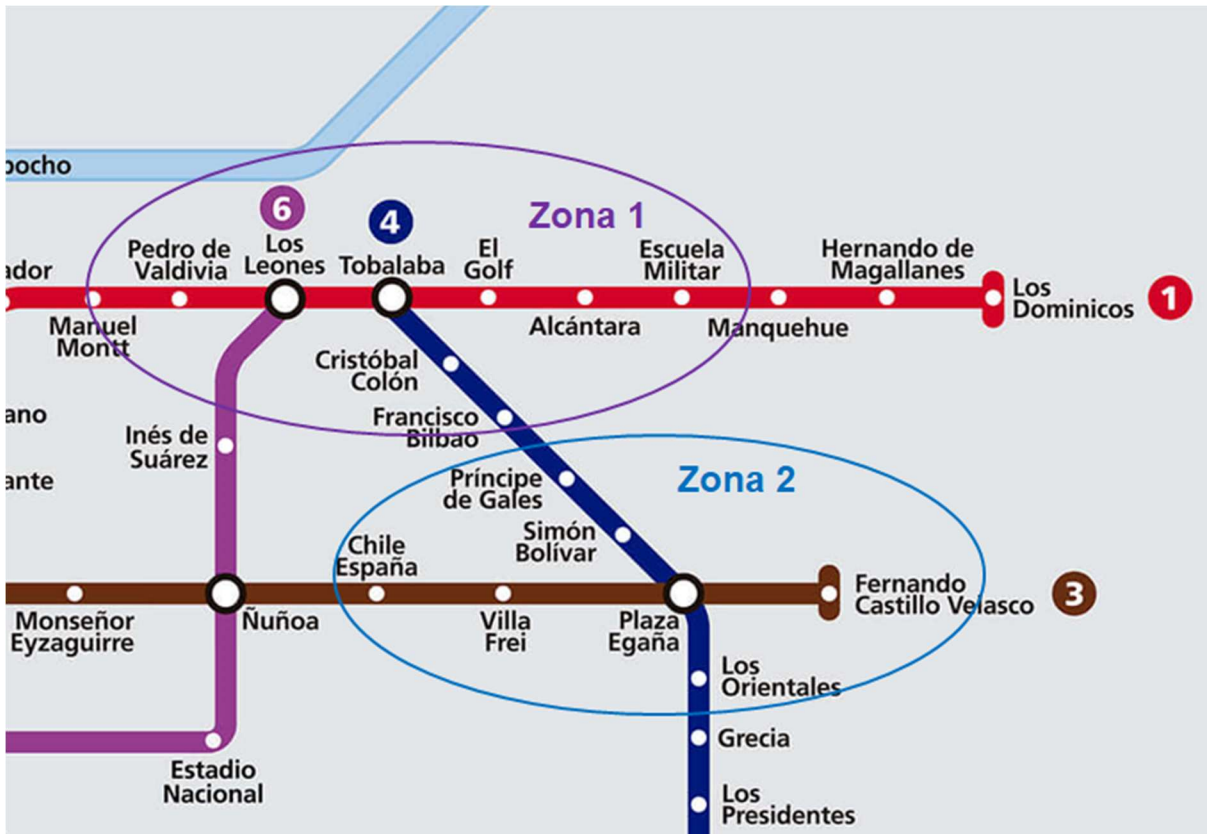 pocho
Zona 1
6
4
Pedro de
Valdivia
Los
Leones
Tobalaba
El
Golf
Escuela
Militar
Hernando de
Magallanes
ador
Manuel
Montt
Alcántara
Manquehue
Los
Dominicos
1
Cristóbal
Colón
Francisco
Bilbao
ano
Inés de
Suárez
ante
Príncipe
de Gales
Zona 2
Simón
Bolívar
Chile
España
Monseñor
Eyzaguirre
Ñuñoa
Villa
Frei
Plaza
Egaña
Fernando
Castillo Velasco
3
Los
Orientales
Grecia
Estadio
Nacional
Los
Presidentes